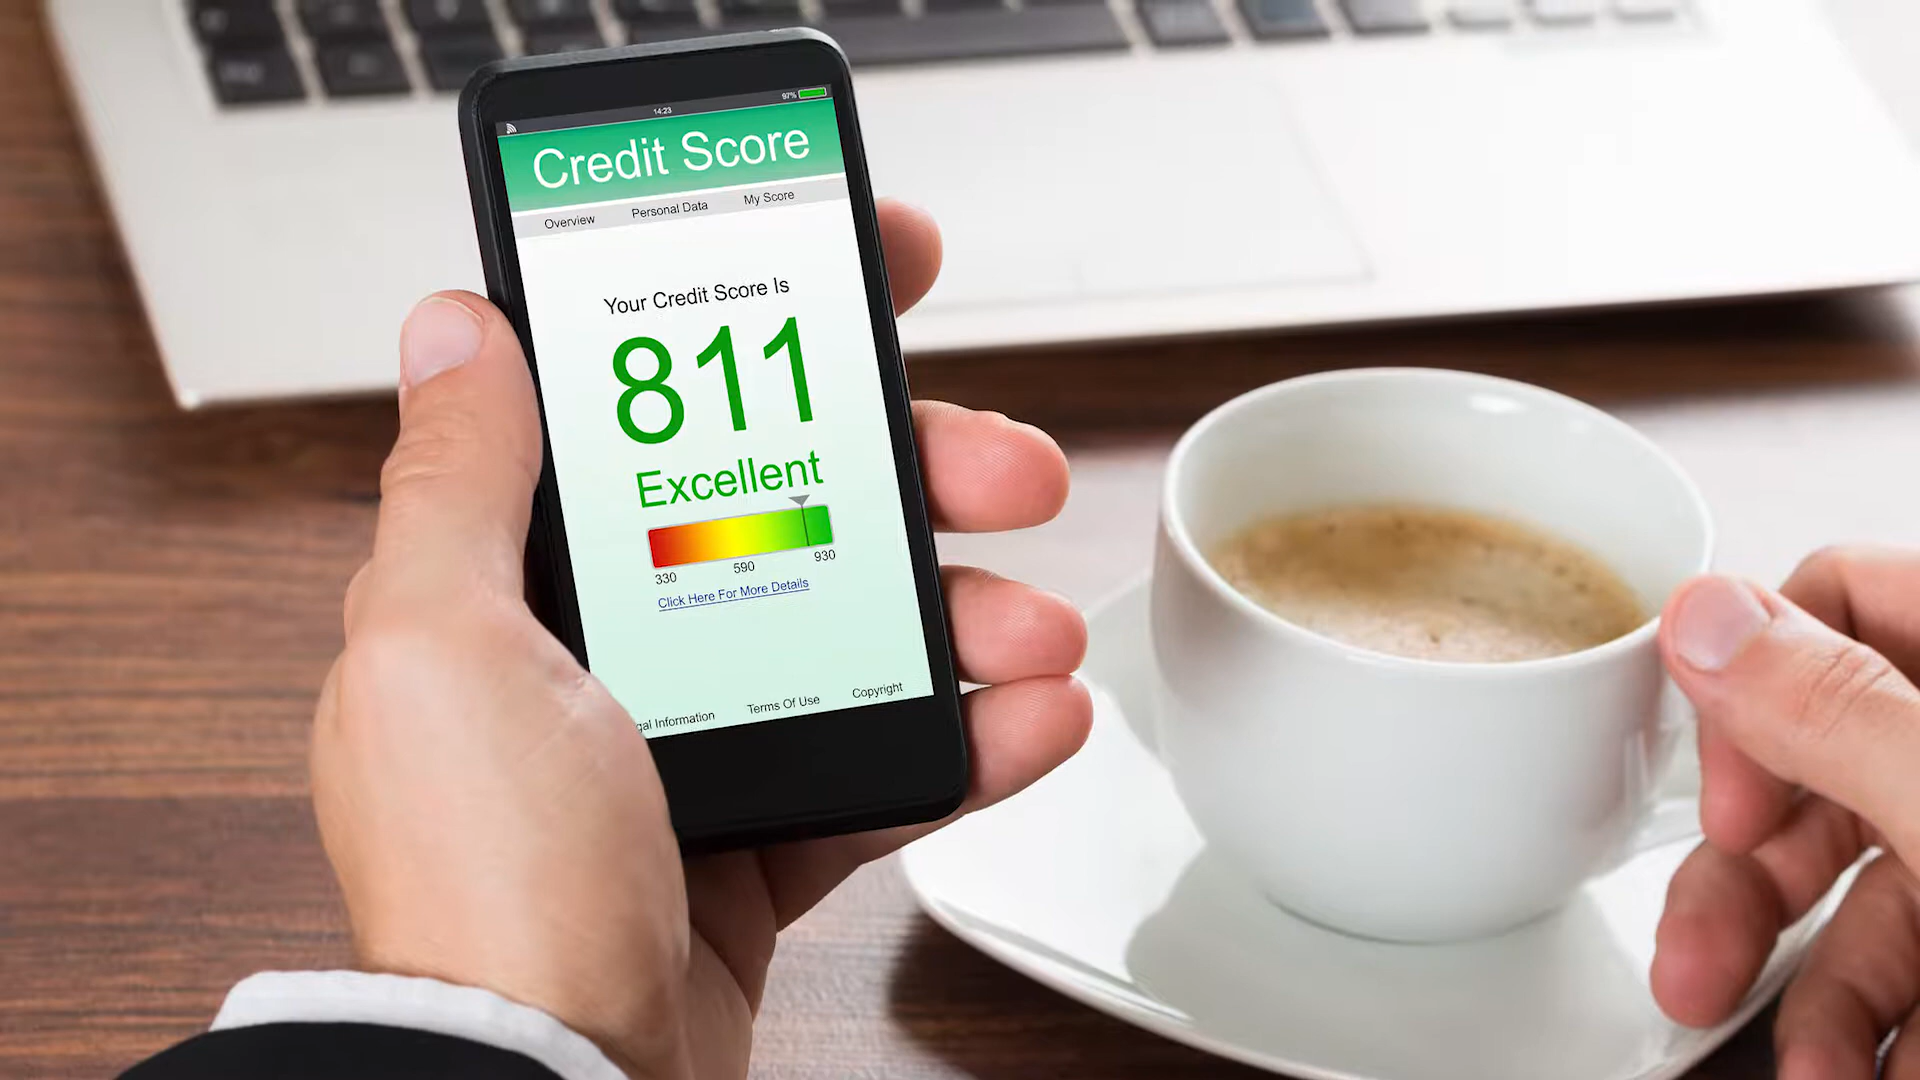 14:23
97%
Credit Score
Overview Personal Data My Score
Your Credit Score Is
811
Excellent
330 590 930
Click Here For More Details
Information Terms Of Use Copyright